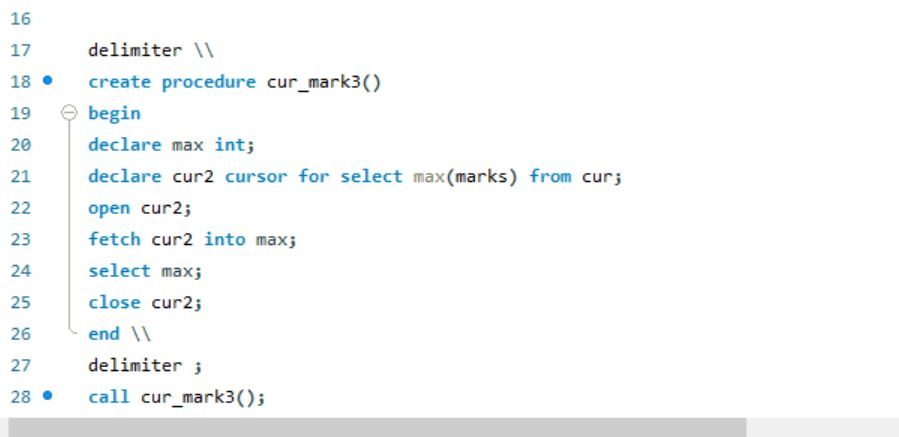 16
17 delimiter \\
18 create procedure cur_mark3()
19 begin
20 declare max int;
21 declare cur2 cursor for select max(marks) from cur;
22 open cur2;
23 fetch cur2 into max;
24 select max;
25 close cur2;
26 end \\
27 delimiter ;
28 call cur_mark3();